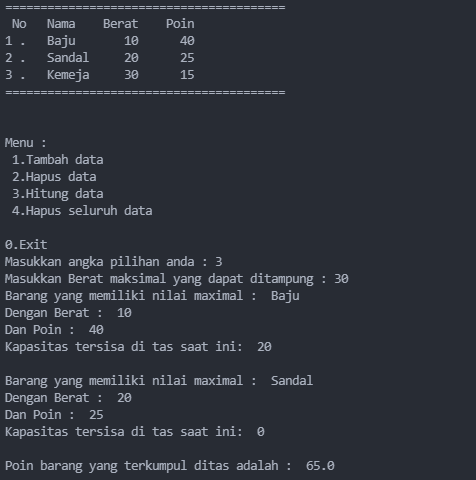 ========================================
 No   Nama    Berat    Poin
1 .   Baju       10      40
2 .   Sandal     20      25
3 .   Kemeja     30      15
========================================
Menu :
 1.Tambah data
 2.Hapus data
 3.Hitung data
 4.Hapus seluruh data
0.Exit
Masukkan angka pilihan anda : 3
Masukkan Berat maksimal yang dapat ditampung : 30
Barang yang memiliki nilai maximal :  Baju
Dengan Berat :  10
Dan Poin :  40
Kapasitas tersisa di tas saat ini:  20
Barang yang memiliki nilai maximal :  Sandal
Dengan Berat :  20
Dan Poin :  25
Kapasitas tersisa di tas saat ini:  0
Poin barang yang terkumpul ditas adalah :  65.0